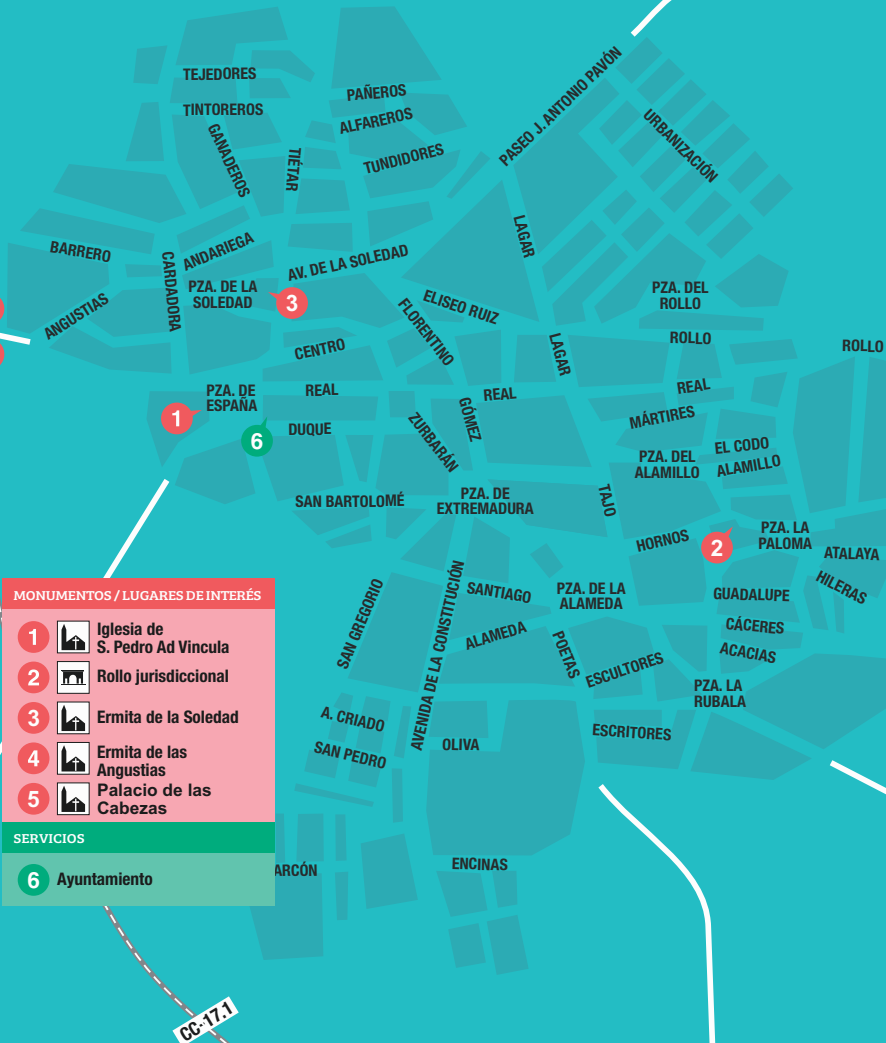 TEJEDORES
TINTOREROS
GANADEROS
TIÉTAR
PAÑEROS
ALFAREROS
TUNDIDORES
PASEO J. ANTONIO PAVÓN
URBANIZACIÓN
LAGAR
BARRERO
ANGUSTIAS
CARDADORA
ANDARIEGA
PZA. DE LA
SOLEDAD
AV. DE LA SOLEDAD
3
ELISEO RUIZ
FLORENTINO
PZA. DEL
ROLLO
ROLLO
ROLLO
LAGAR
CENTRO
REAL
REAL
REAL
PZA. DE
ESPAÑA
1
6
DUQUE
GÓMEZ
ZURBARÁN
MÁRTIRES
EL CODO
PZA. DEL
ALAMILLO
ALAMILLO
SAN BARTOLOMÉ
PZA. DE
EXTREMADURA
TAJO
HORNOS
2
PZA. LA
PALOMA
ATALAYA
HILERAS
GUADALUPE
CÁCERES
ACACIAS
SAN GREGORIO
AVENIDA DE LA CONSTITUCIÓN
SANTIAGO
PZA. DE LA
ALAMEDA
ALAMEDA
POETAS
ESCULTORES
PZA. LA
RUBALA
ESCRITORES
A. CRIADO
SAN PEDRO
OLIVA
ENCINAS
ARCÓN
MONUMENTOS / LUGARES DE INTERÉS
1 Iglesia de
S. Pedro Ad Vincula
2 Rollo jurisdiccional
3 Ermita de la Soledad
4 Ermita de las
Angustias
5 Palacio de las
Cabezas
SERVICIOS
6 Ayuntamiento
CC-17.1